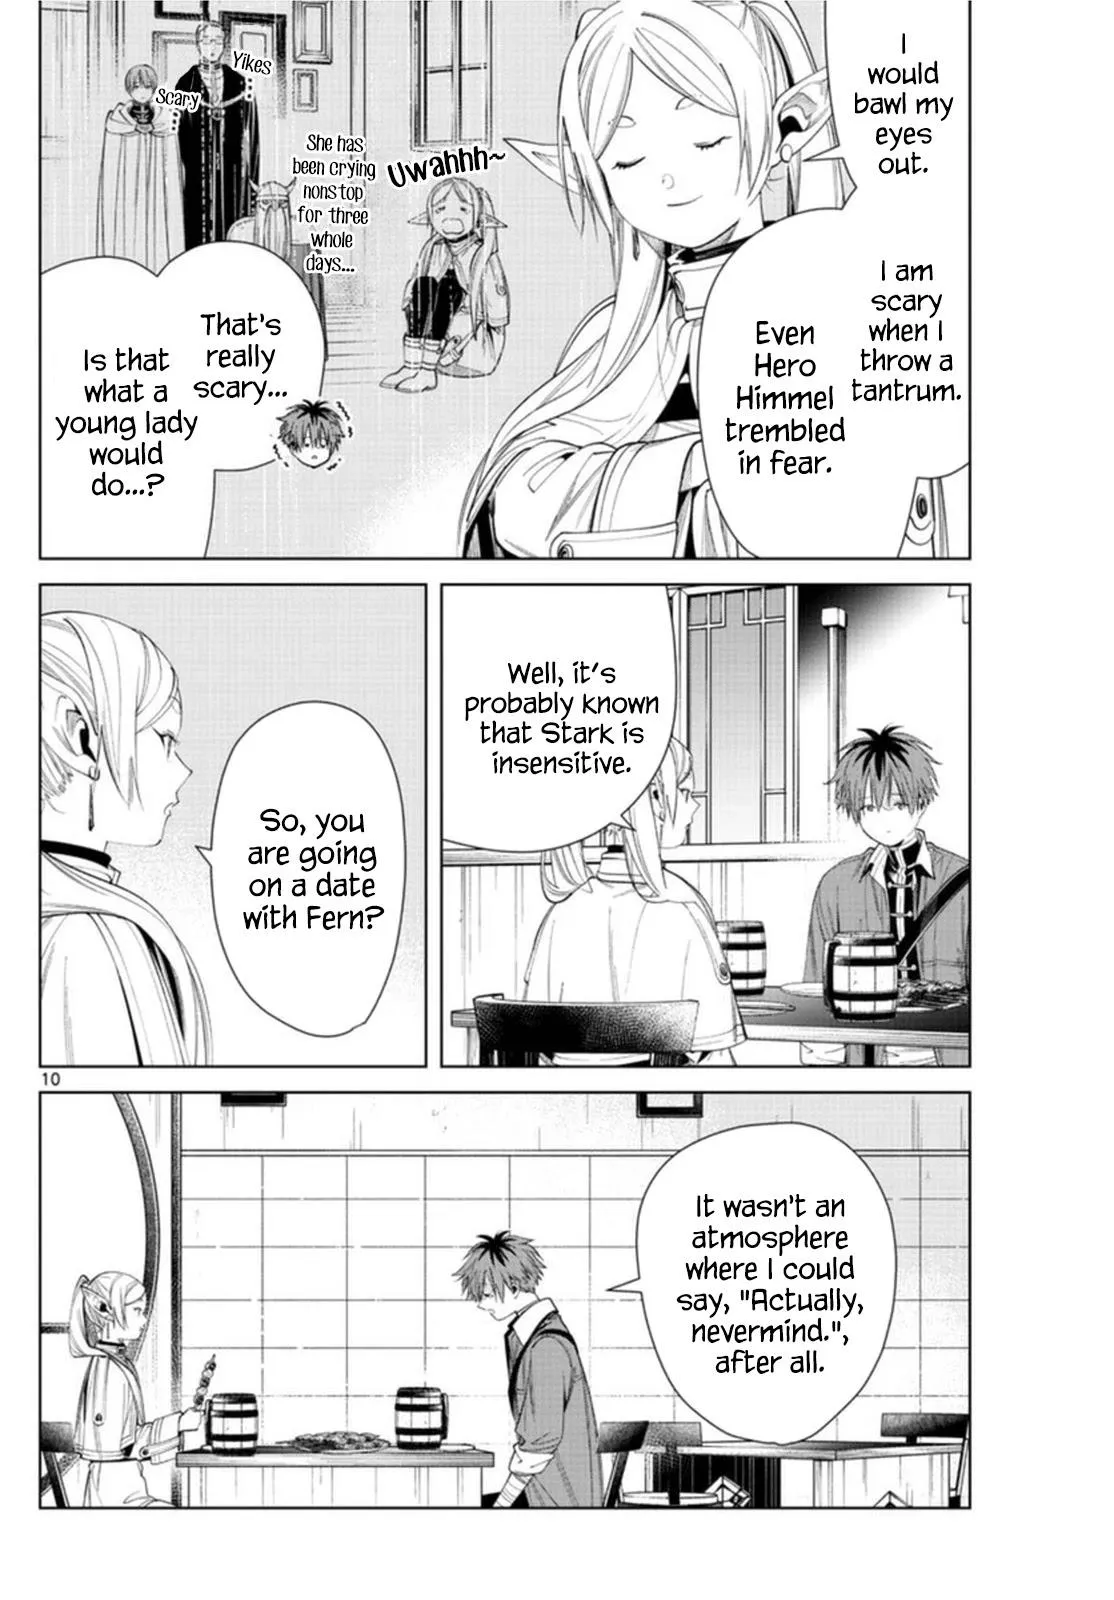 I
would
bawl my
eyes
out.
I am
scary
when I
throw a
tantrum.
Even
Hero
Himmel
trembled
in fear.
Uwahhh~
She has
been crying
nonstop
for three
whole
days...
Yikes
...
Scary
...
That's
really
scary...
Is that
what a
young lady
would
do...?
Well, it's
probably known
that Stark is
insensitive.
So, you
are going
on a date
with Fern?
10
It wasn't an
atmosphere
where I could
say, "Actually,
nevermind.",
after all.